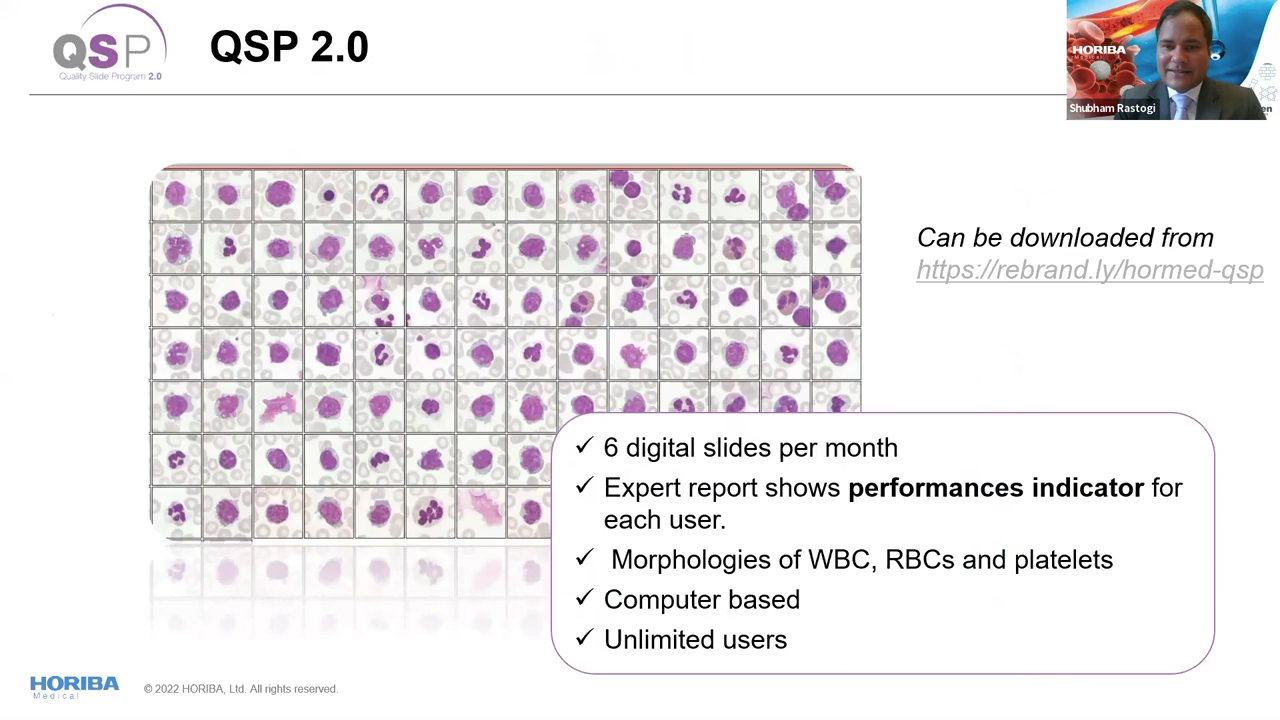 QSP
Quality Slide Program 2.0
QSP 2.0
HORIBA
Medical
Shubham Rastogi
Can be downloaded from
https://rebrand.ly/hormed-qsp
✓ 6 digital slides per month
✓ Expert report shows performances indicator for
each user.
✓ Morphologies of WBC, RBCs and platelets
✓ Computer based
✓ Unlimited users
HORIBA
Medical
© 2022 HORIBA, Ltd. All rights reserved.